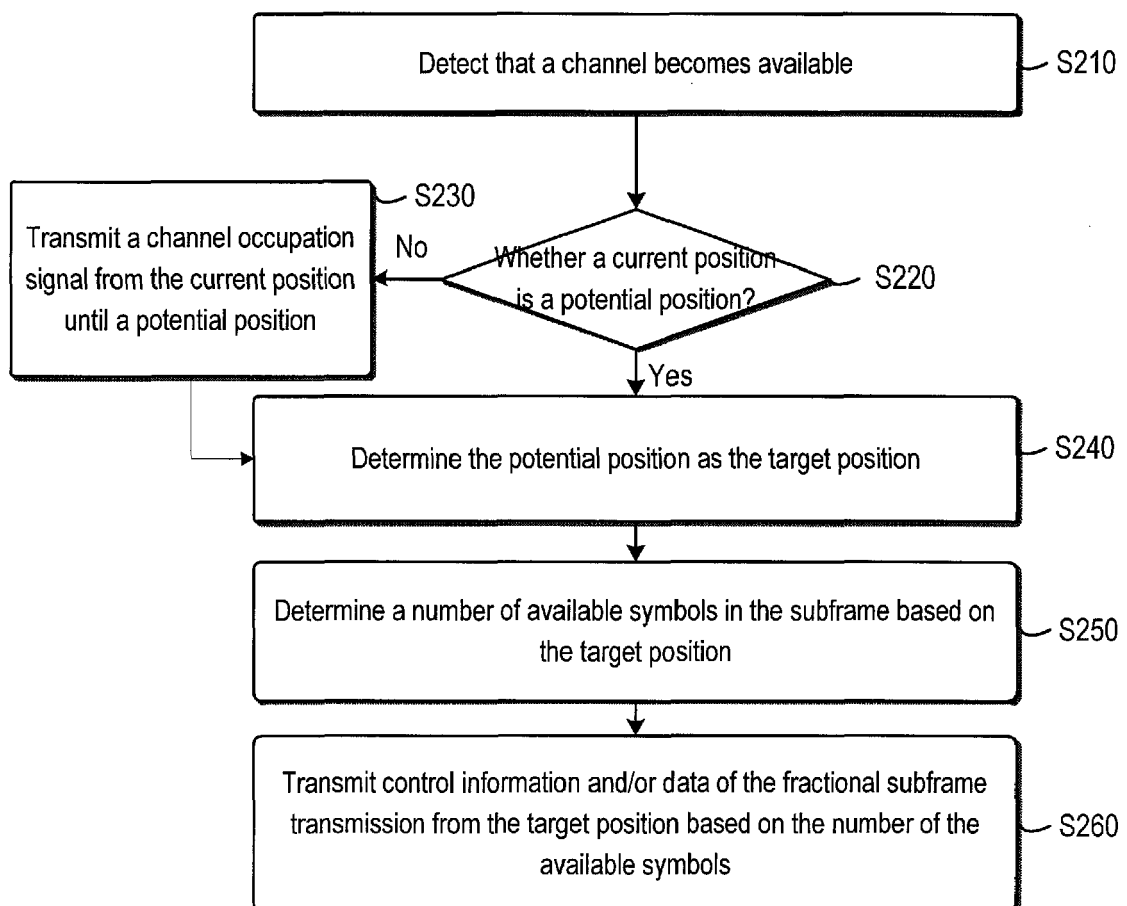 Detect that a channel becomes available
S210
S230
Transmit a channel occupation
signal from the current position
until a potential position
No
Whether a current position
is a potential position?
S220
Yes
Determine the potential position as the target position
S240
Determine a number of available symbols in the subframe based on
the target position
S250
Transmit control information and/or data of the fractional subframe
transmission from the target position based on the number of the
available symbols
S260